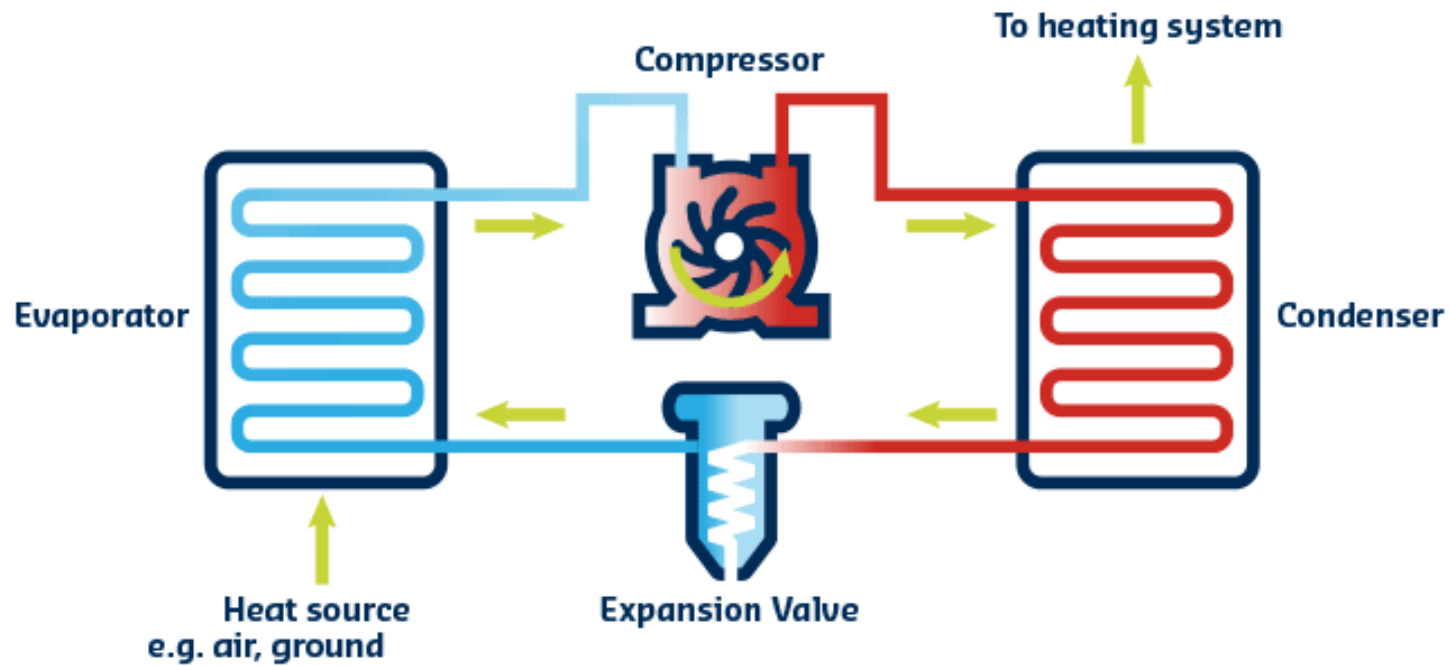 To heating system
Compressor
Evaporator
Condenser
Heat source
e.g. air, ground
Expansion Valve